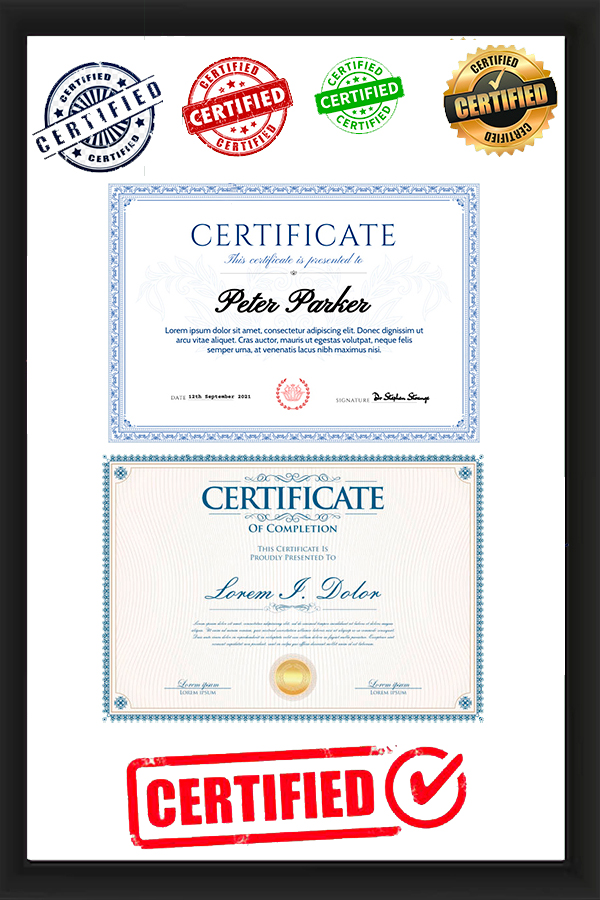 CERTIFIED
CERTIFIED
CERTIFIED
CERTIFIED
CERTIFIED
CERTIFIED
CERTIFIED
CERTIFIED
CERTIFIED
CERTIFIED
CERTIFIED
CERTIFIED
CERTIFICATE
This certificate is presented to
Peter Parker
Lorem ipsum dolor sit amet, consectetur adipiscing elit. Donec dignissim ut
arcu vitae aliquet. Cras auctor, mauris ut egestas volutpat, neque felis
semper urna, at venenatis lacus nibh maximus nisi.
DATE 12th September 2021
SIGNATURE Dr Stephen Strange
CERTIFICATE
OF COMPLETION
THIS CERTIFICATE IS
PROUDLY PRESENTED TO
Lorem I. Dolor
Lorem ipsum
LOREM IPSUM
Lorem ipsum
LOREM IPSUM
CERTIFIED